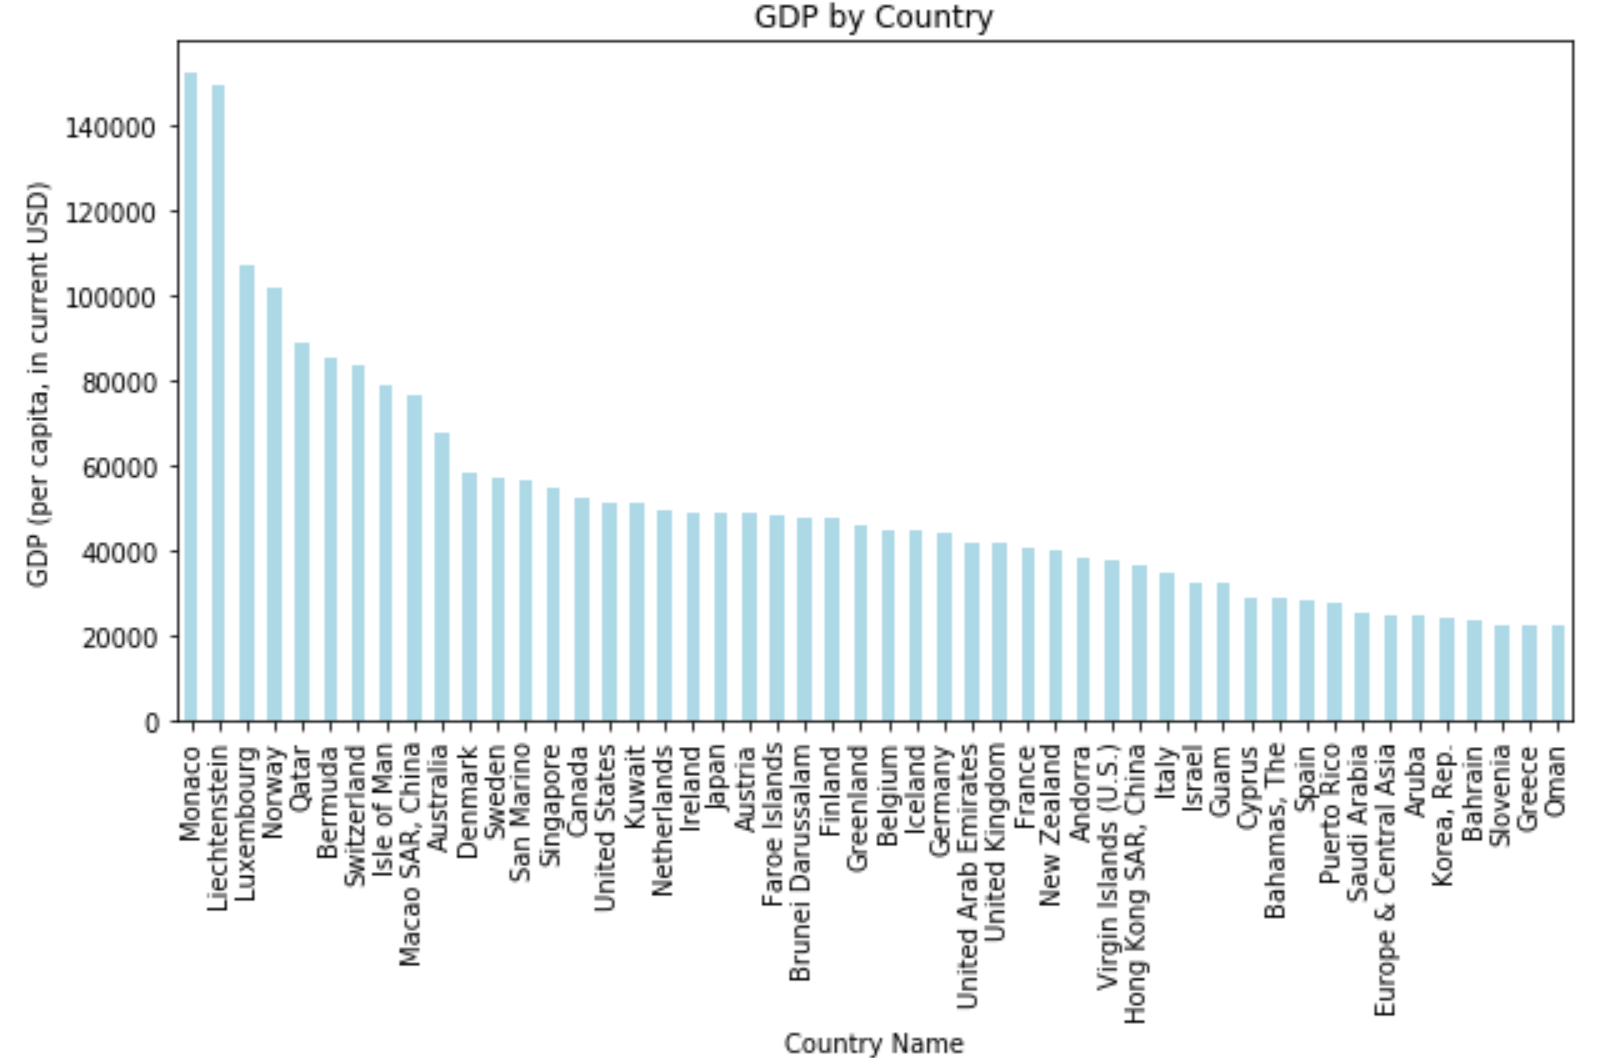 GDP by Country
GDP (per capita, in current USD)
140000
120000
100000
80000
60000
40000
20000
0
Monaco
Liechtenstein
Luxembourg
Norway
Qatar
Bermuda
Switzerland
Isle of Man
Macao SAR, China
Australia
Denmark
Sweden
San Marino
Singapore
Canada
United States
Kuwait
Netherlands
Ireland
Japan
Austria
Faroe Islands
Brunei Darussalam
Finland
Greenland
Belgium
Iceland
Germany
United Arab Emirates
United Kingdom
France
New Zealand
Andorra
Virgin Islands (U.S.)
Hong Kong SAR, China
Italy
Israel
Guam
Cyprus
Bahamas, The
Spain
Puerto Rico
Saudi Arabia
Europe & Central Asia
Aruba
Korea, Rep.
Bahrain
Slovenia
Greece
Oman
Country Name